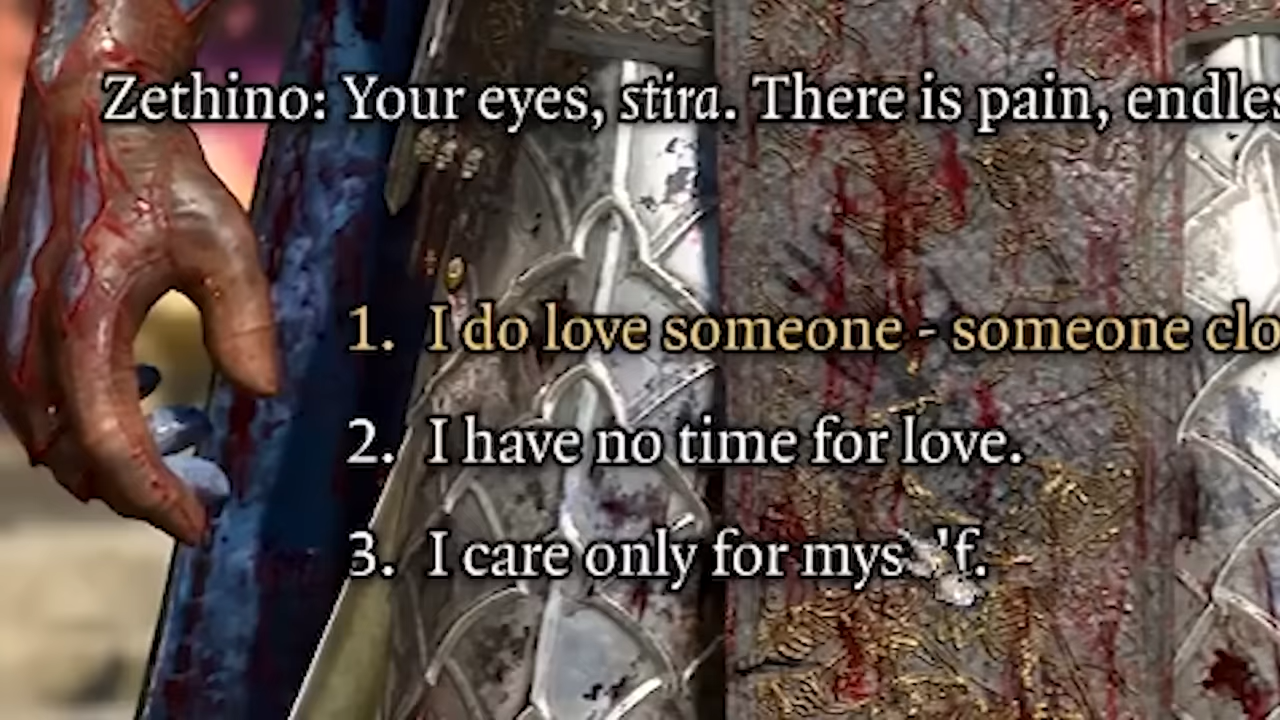 Zethino: Your eyes, stira. There is pain, endles
1. I do love someone - someone clo
2. I have no time for love.
3. I care only for